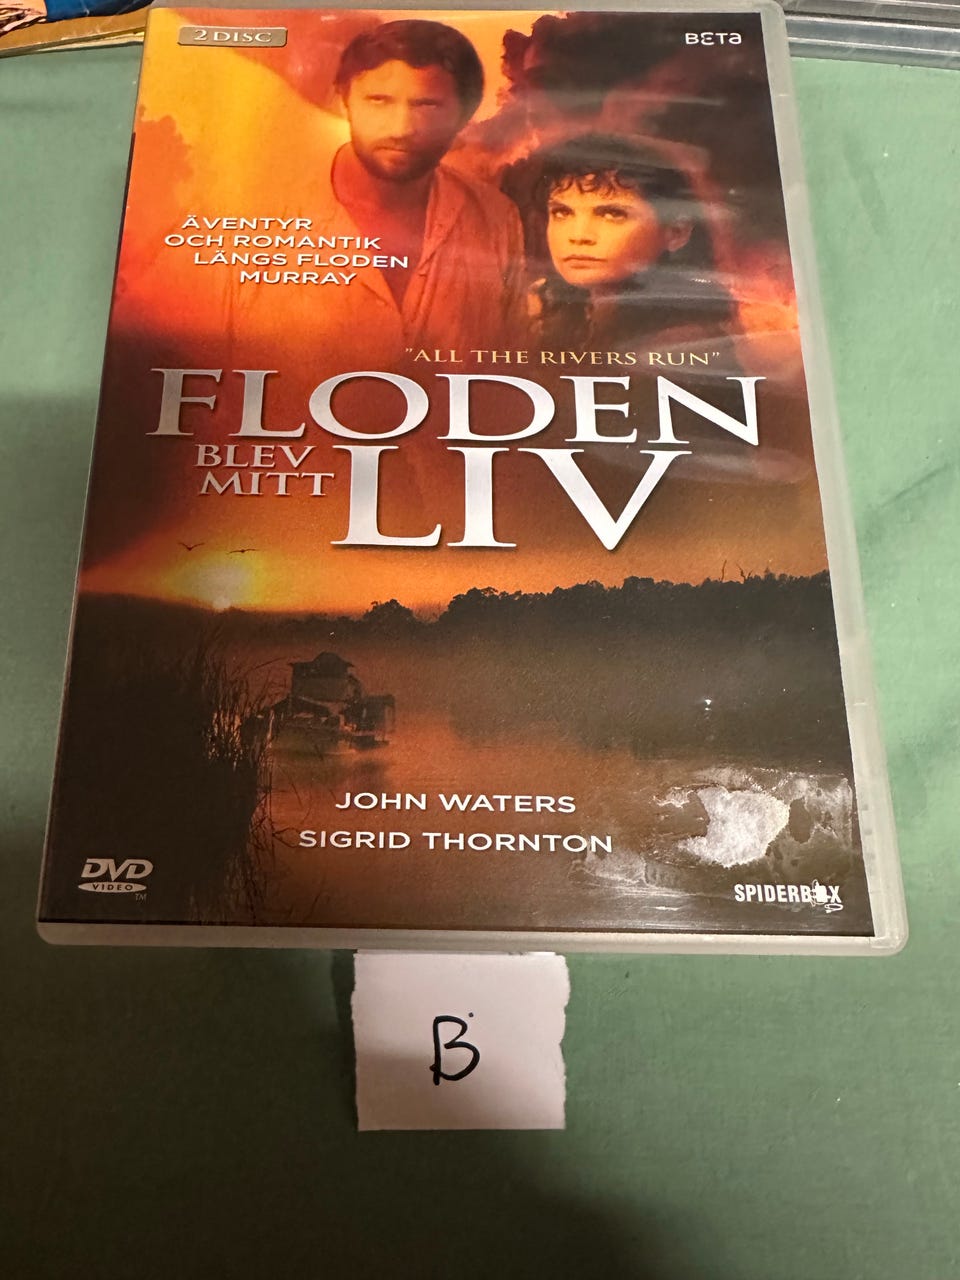 2 DISC
BETA
ÄVENTYR
OCH ROMANTIK
LÄNGS FLODEN
MURRAY
"ALL THE RIVERS RUN"
FLODEN
BLEV
MITT
LIV
JOHN WATERS
SIGRID THORNTON
DVD
VIDEO
TM
SPIDERBOX
B